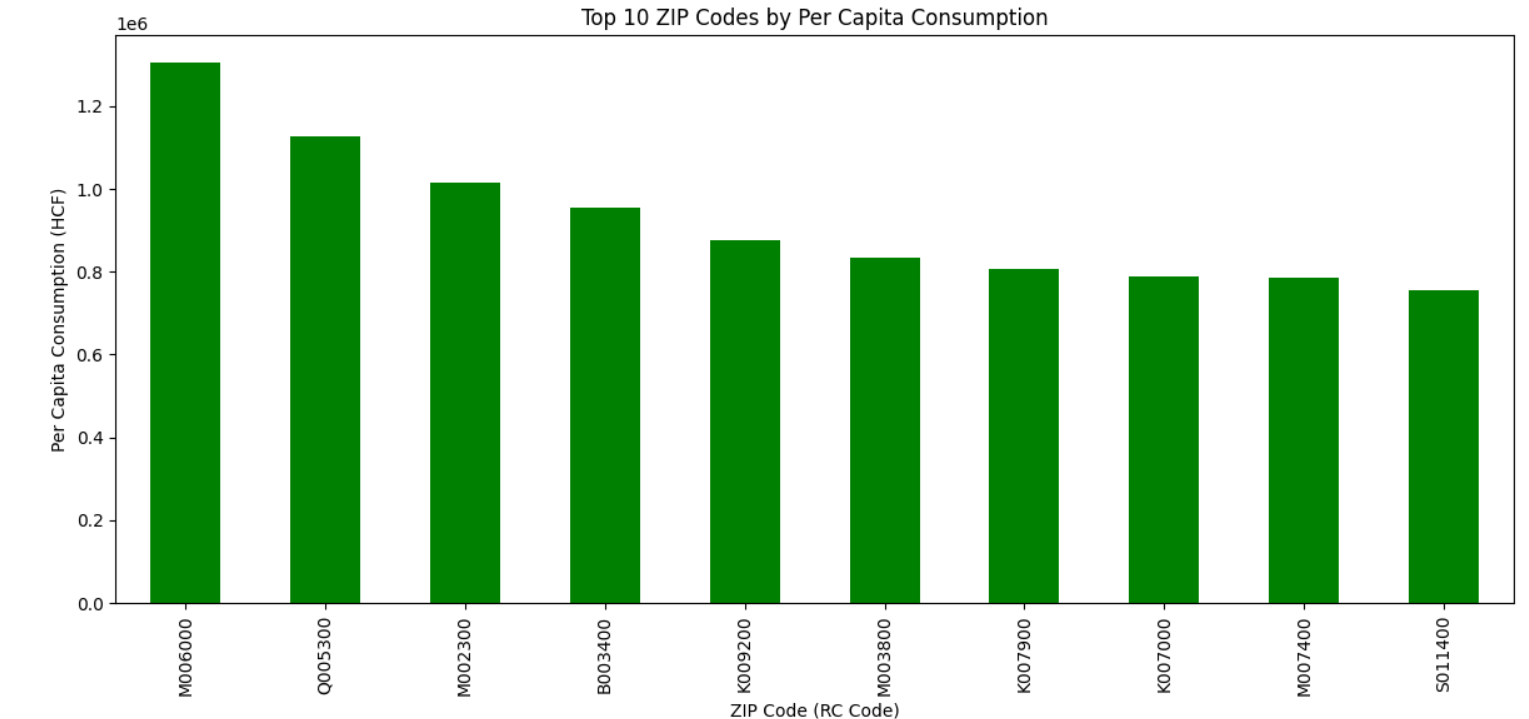 Top 10 ZIP Codes by Per Capita Consumption
1e6
1.2
1.0
0.8
0.6
0.4
0.2
0.0
Per Capita Consumption (HCF)
M006000
Q005300
M002300
B003400
K009200
M003800
K007900
K007000
M007400
S011400
ZIP Code (RC Code)